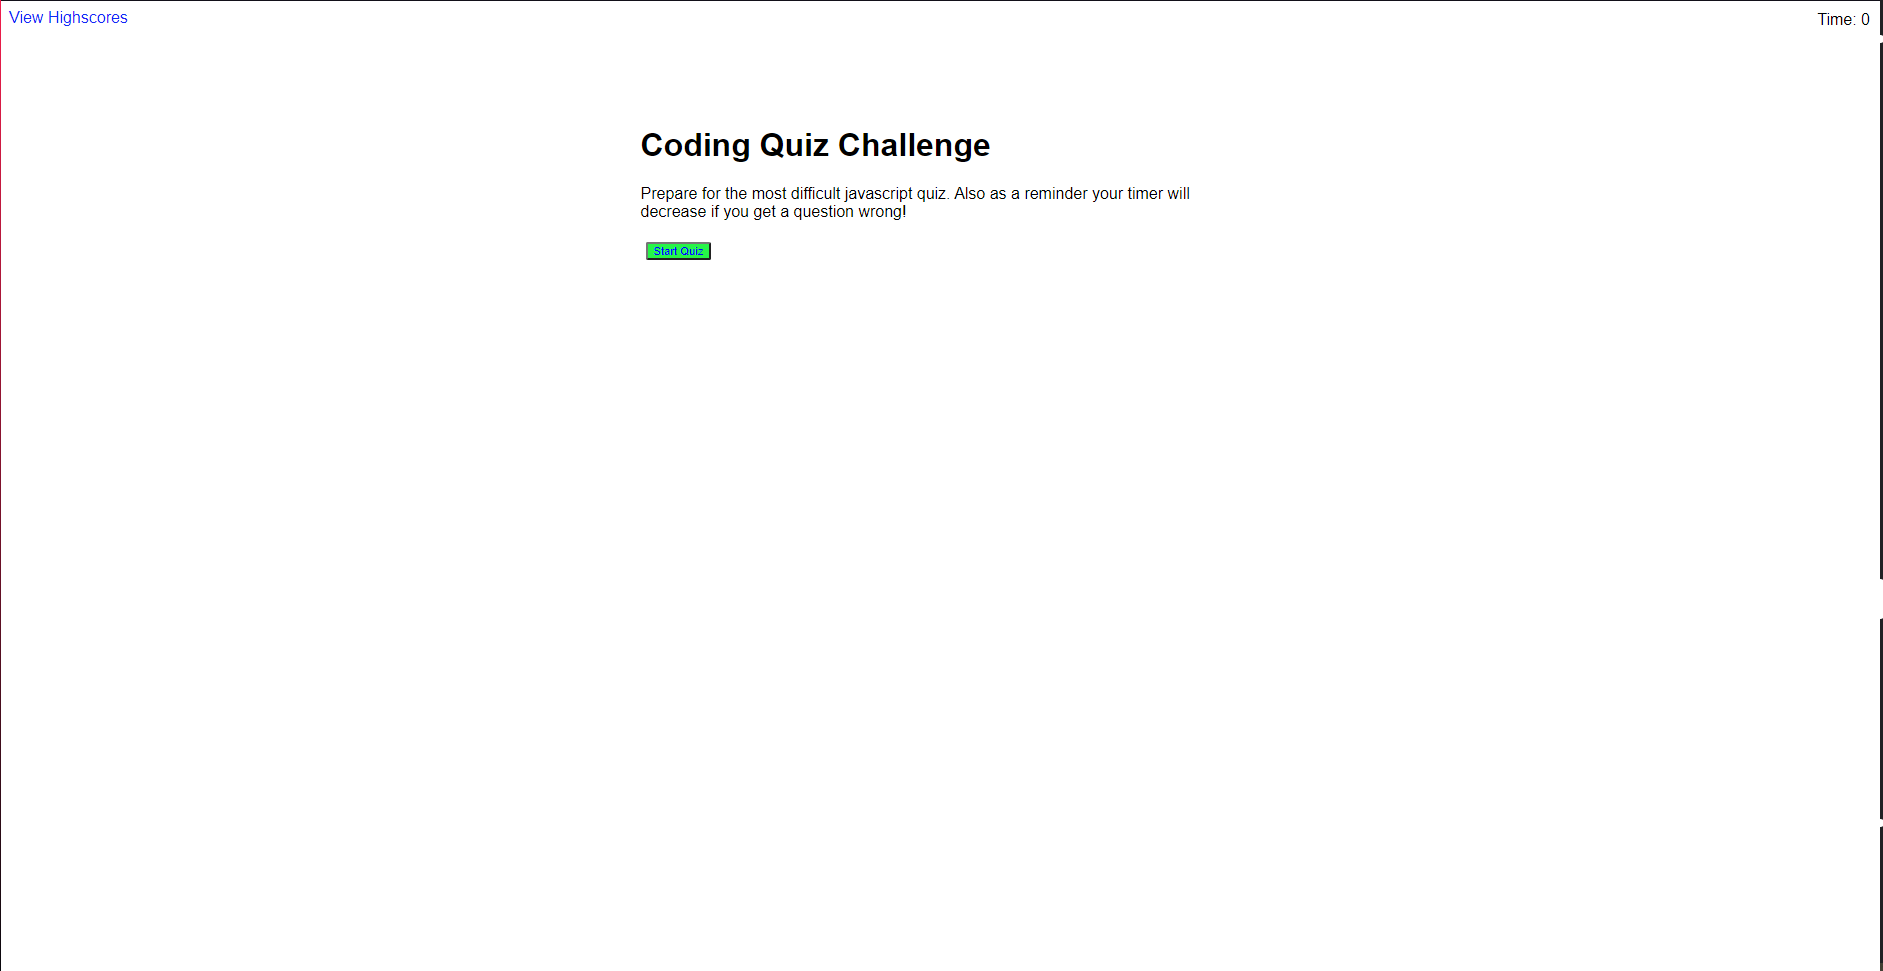 View Highscores
Time: 0
Coding Quiz Challenge
Prepare for the most difficult javascript quiz. Also as a reminder your timer will
decrease if you get a question wrong!
Start Quiz